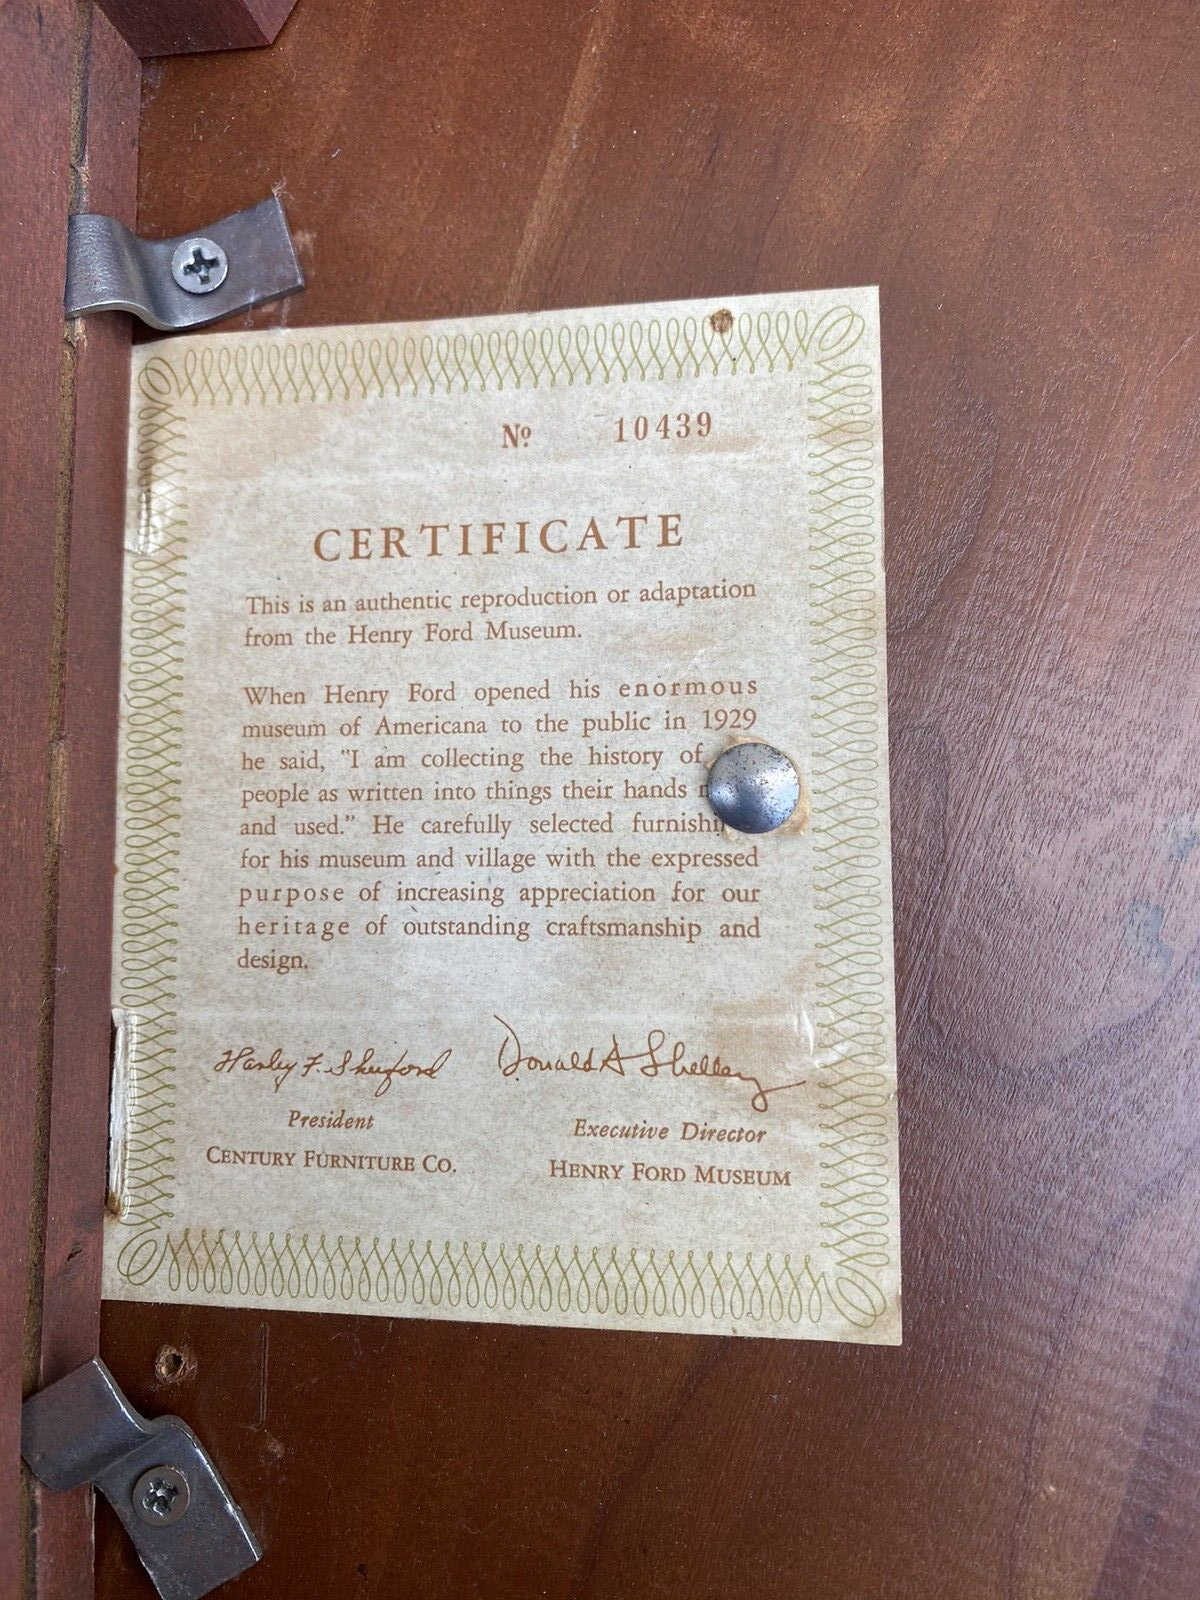 Nº 10439
CERTIFICATE
This is an authentic reproduction or adaptation
from the Henry Ford Museum.
When Henry Ford opened his enormous
museum of Americana to the public in 1929
he said, "I am collecting the history of
people as written into things their hands
and used." He carefully selected
for his museum and village with the expressed
purpose of increasing appreciation for our
heritage of outstanding craftsmanship and
design.
Harley F. Shuford Donald A Shelley
President Executive Director
CENTURY FURNITURE CO. HENRY FORD MUSEUM